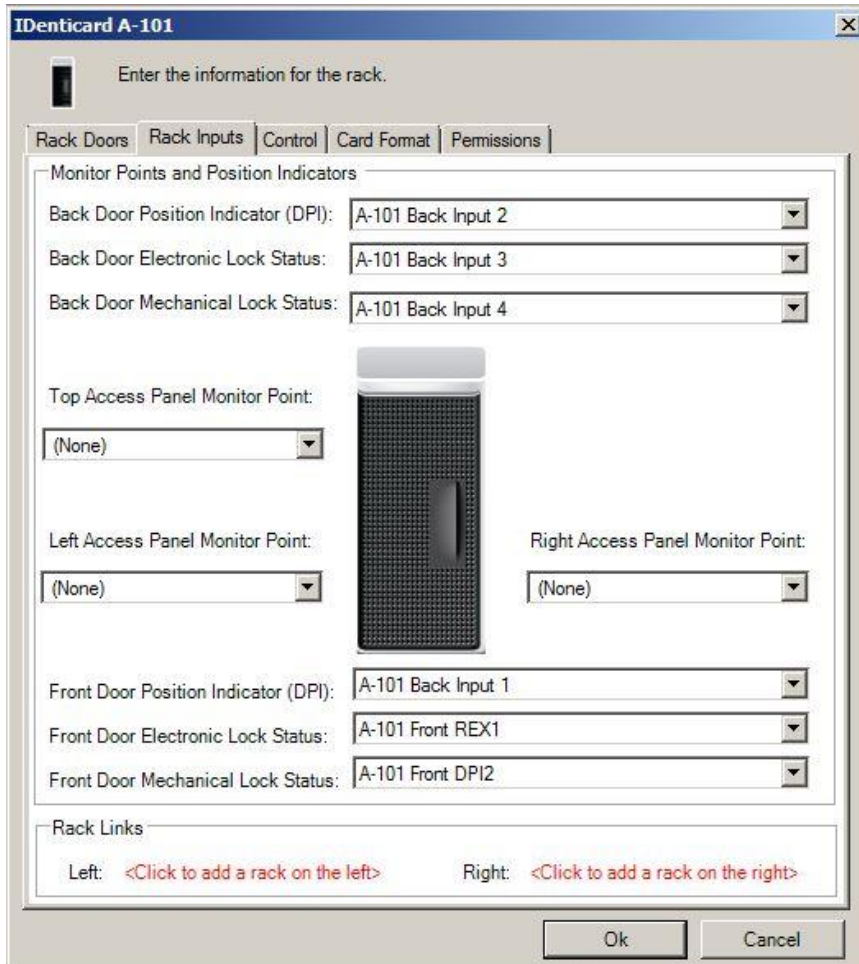 IDenticard A-101
Enter the information for the rack.
Rack Doors Rack Inputs Control Card Format Permissions
Monitor Points and Position Indicators
Back Door Position Indicator (DPI): A-101 Back Input 2
Back Door Electronic Lock Status: A-101 Back Input 3
Back Door Mechanical Lock Status: A-101 Back Input 4
Top Access Panel Monitor Point:
(None)
Left Access Panel Monitor Point: Right Access Panel Monitor Point:
(None) (None)
Front Door Position Indicator (DPI): A-101 Back Input 1
Front Door Electronic Lock Status: A-101 Front REX1
Front Door Mechanical Lock Status: A-101 Front DPI2
Rack Links
Left: <Click to add a rack on the left> Right: <Click to add a rack on the right>
Ok Cancel